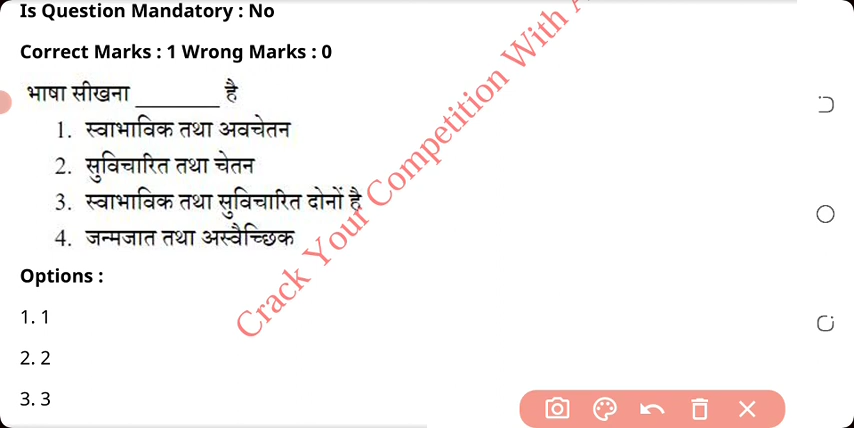 Is Question Mandatory : No
Correct Marks : 1 Wrong Marks : 0
भाषा सीखना ________ है
1. स्वाभाविक तथा अवचेतन
2. सुविचारित तथा चेतन
3. स्वाभाविक तथा सुविचारित दोनों है
4. जन्मजात तथा अस्वैच्छिक
Options :
1. 1
2. 2
3. 3
Crack Your Competition With